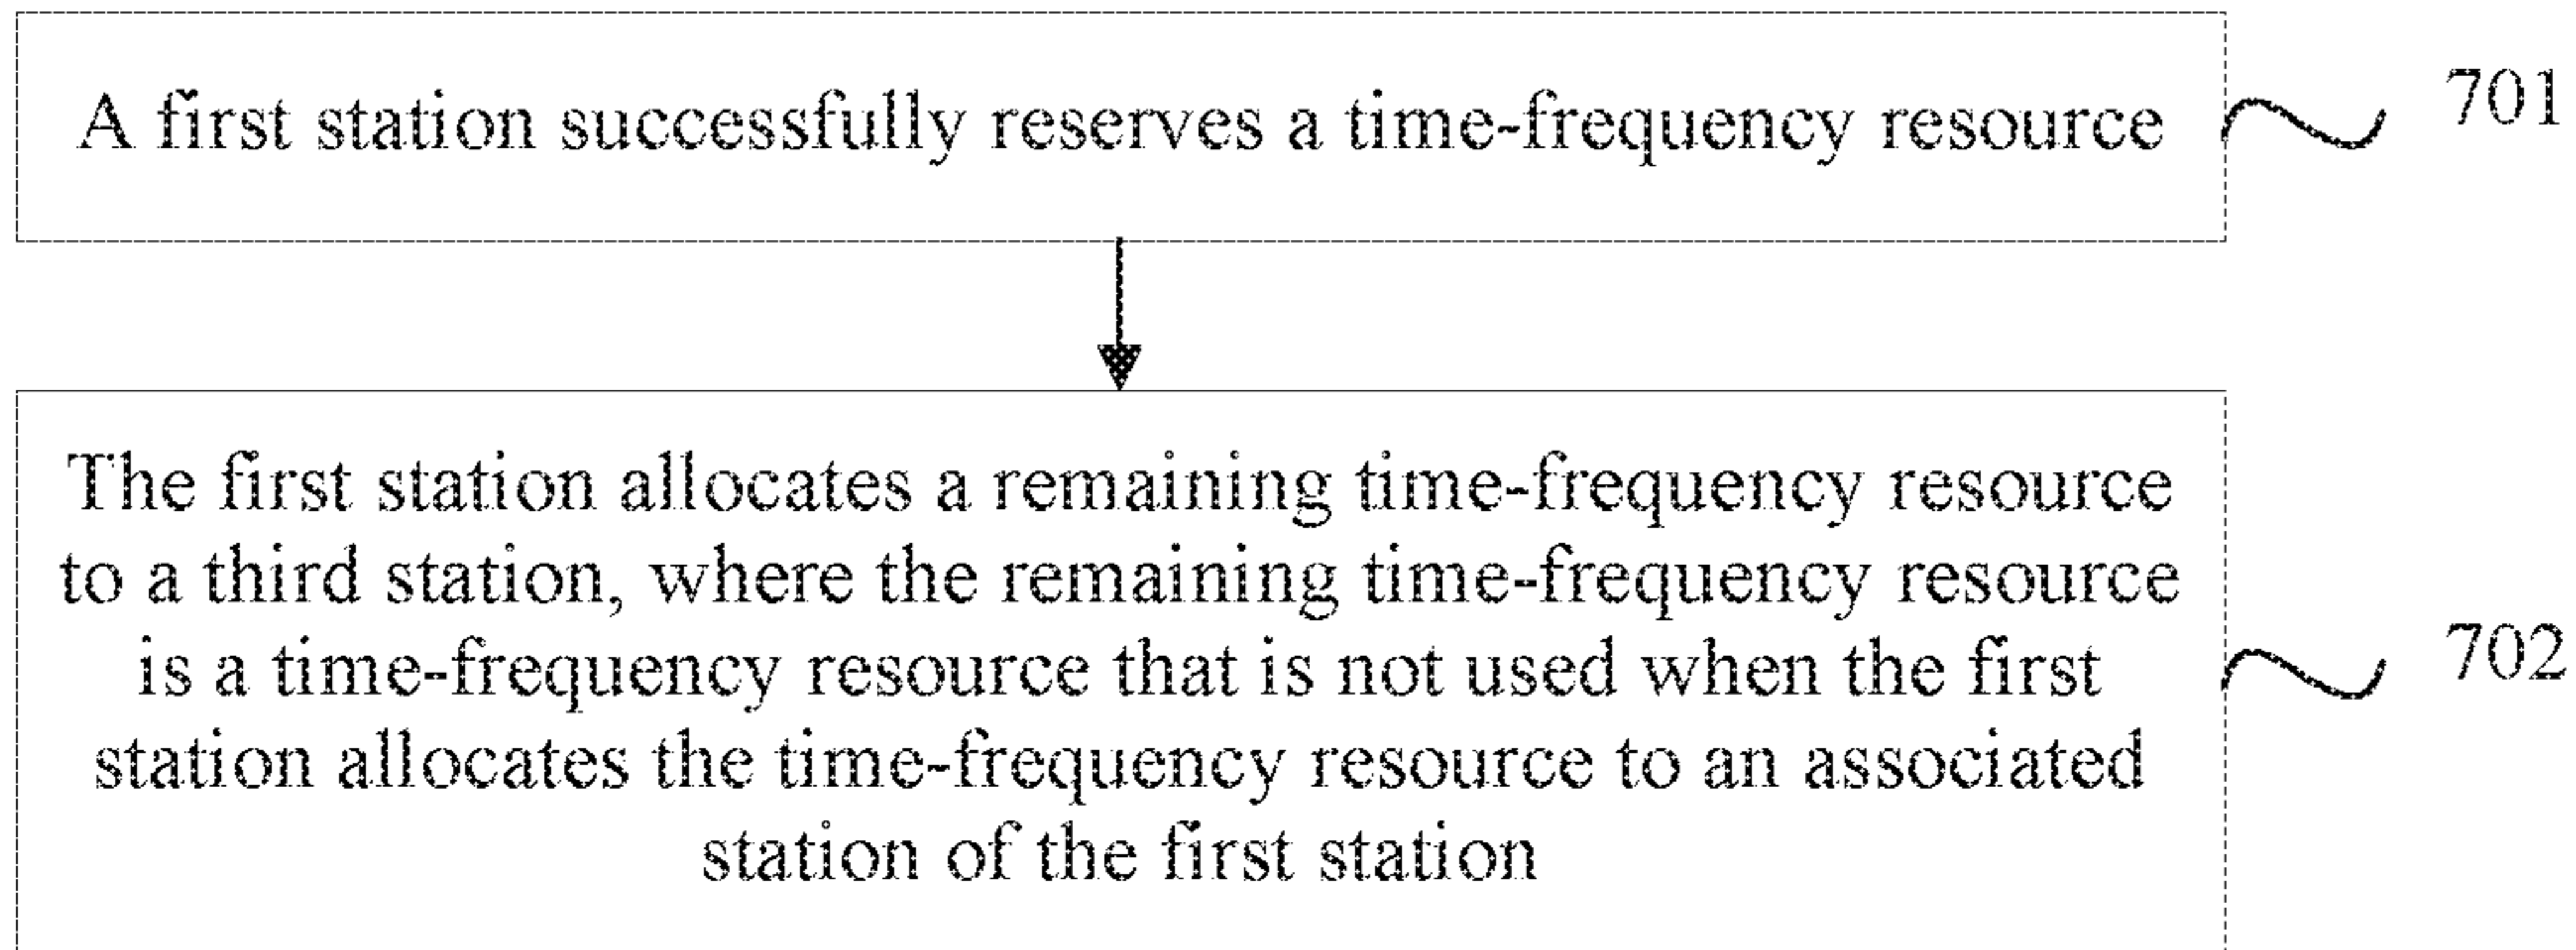 A first station successfully reserves a time-frequency resource
701
The first station allocates a remaining time-frequency resource
to a third station, where the remaining time-frequency resource
is a time-frequency resource that is not used when the first
702
station allocates the time-frequency resource to an associated
station of the first station